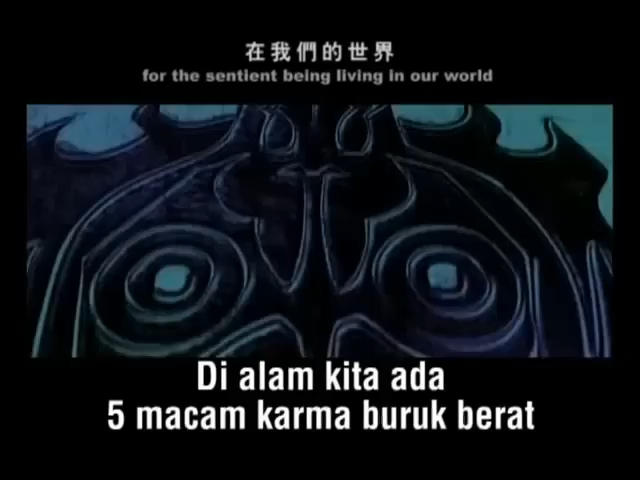 在我們的世界
for the sentient being living in our world
Di alam kita ada
5 macam karma buruk berat